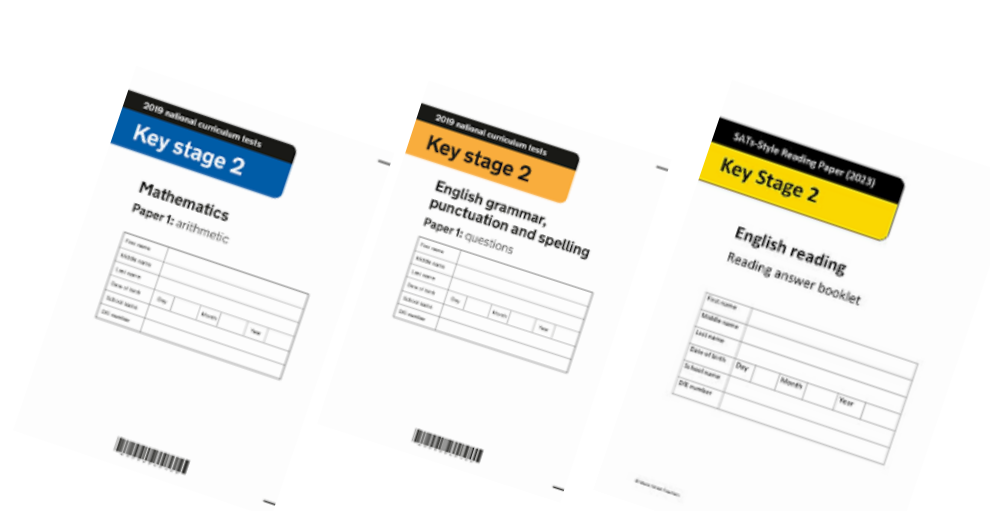 2019 national curriculum tests
Key stage 2
Mathematics
Paper 1: arithmetic
First name
Middle name
Last name
Date of birth
Day
Month
Year
School name
DfE number
2019 national curriculum tests
Key stage 2
English grammar,
punctuation and spelling
Paper 1: questions
First name
Middle name
Last name
Date of birth
Day
Month
Year
School name
DfE number
SATs-Style Reading Paper (2023)
Key Stage 2
English reading
Reading answer booklet
First name
Middle name
Last name
Date of birth
Day
Month
Year
School name
DfE number